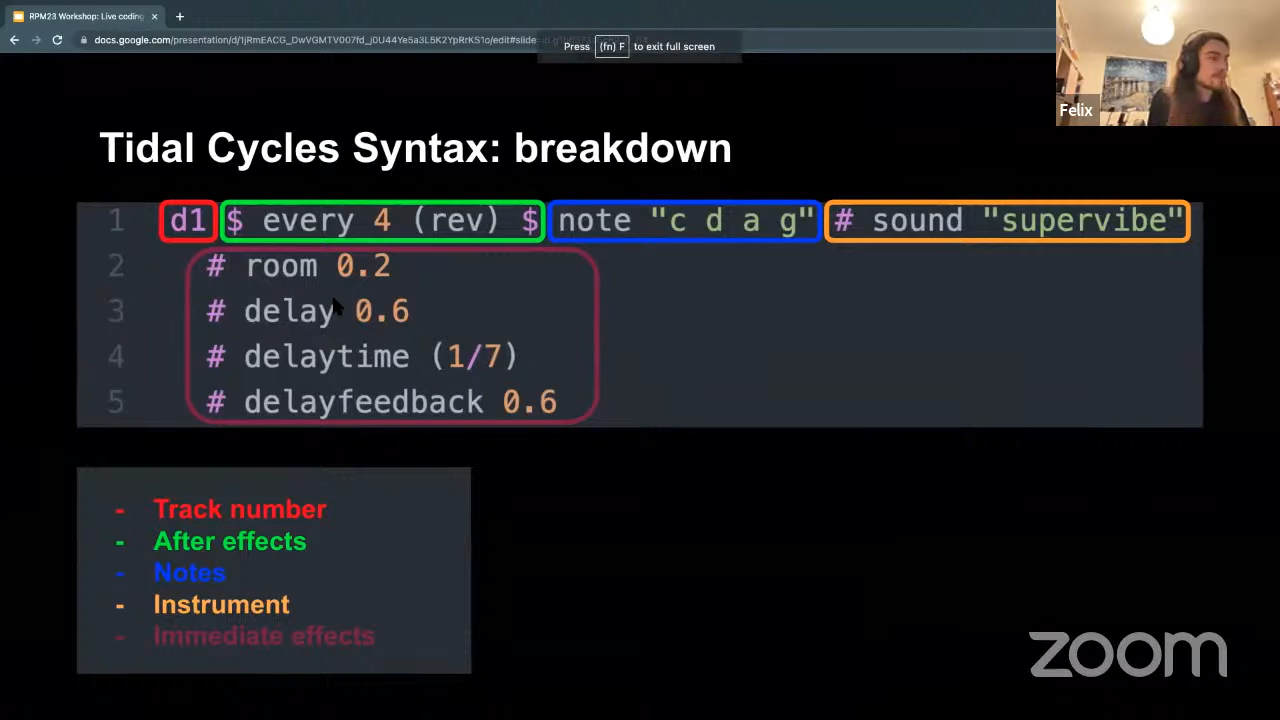 RPM23 Workshop: Live coding
docs.google.com/presentation/d/1jRmEACG_DwVGMTV007fd_j0U44Ye5a3L5K2YpRrKS1o/edit#slide
Press (fn) F to exit full screen
Felix
Tidal Cycles Syntax: breakdown
1 d1 $ every 4 (rev) $ note "c d a g" # sound "supervibe"
2 # room 0.2
3 # delay 0.6
4 # delaytime (1/7)
5 # delayfeedback 0.6
- Track number
- After effects
- Notes
- Instrument
- Immediate effects
zoom